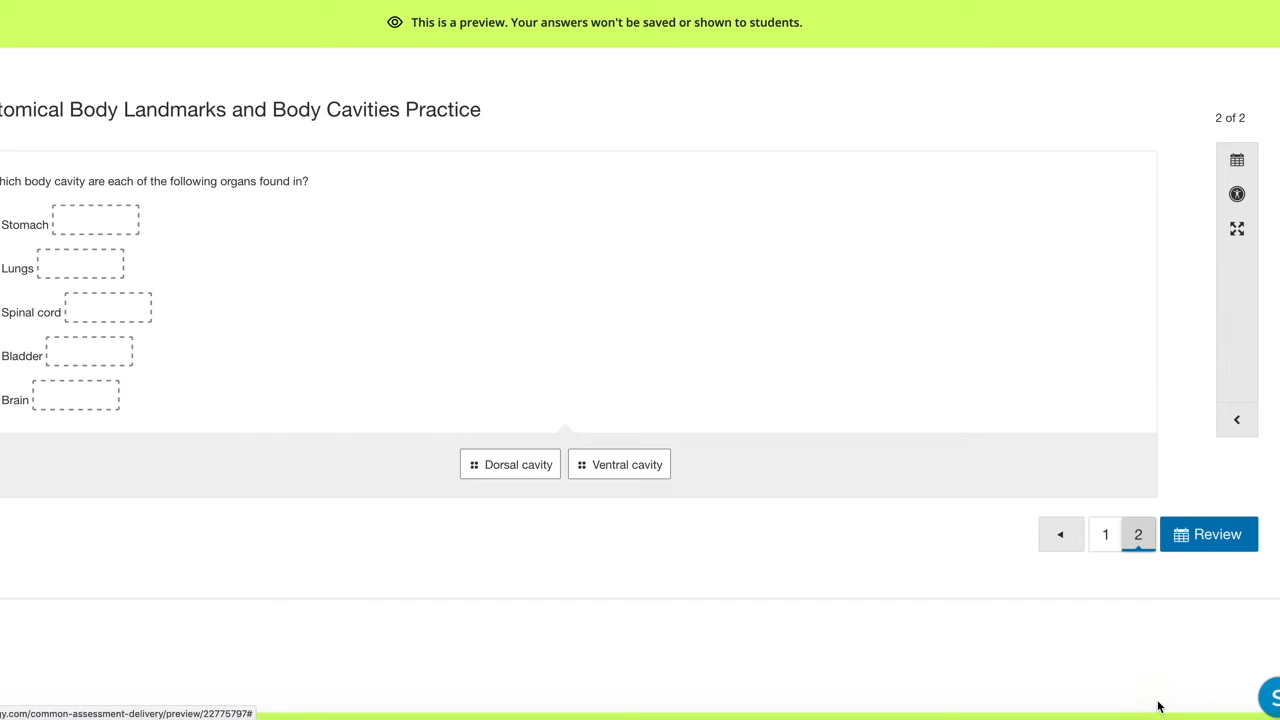 This is a preview. Your answers won't be saved or shown to students.
tomical Body Landmarks and Body Cavities Practice
2 of 2
hich body cavity are each of the following organs found in?
Stomach
Lungs
Spinal cord
Bladder
Brain
Dorsal cavity
Ventral cavity
1
2
Review
S
gy.com/common-assessment-delivery/preview/22775797#